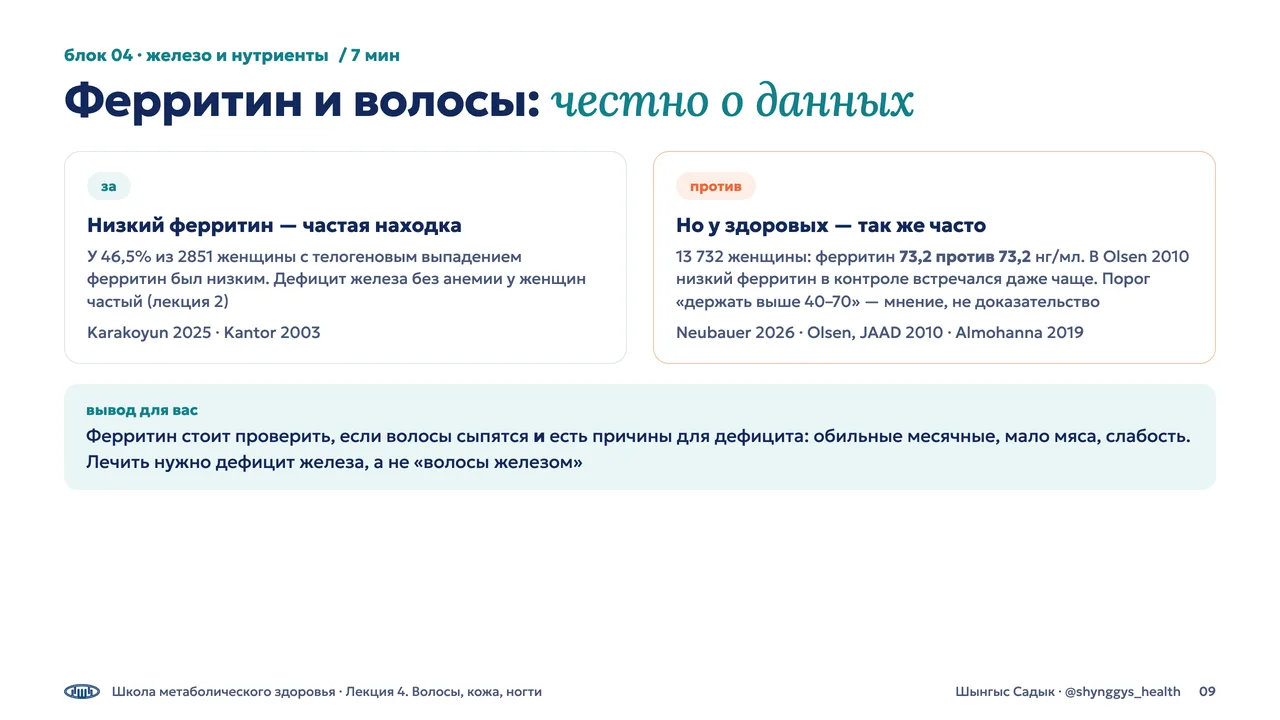 блок 04 · железо и нутриенты / 7 мин
Ферритин и волосы: честно о данных
за
Низкий ферритин — частая находка
У 46,5% из 2851 женщины с телогеновым выпадением
ферритин был низким. Дефицит железа без анемии у женщин
частый (лекция 2)
Karakoyun 2025 · Kantor 2003
против
Но у здоровых — так же часто
13 732 женщины: ферритин 73,2 против 73,2 нг/мл. В Olsen 2010
низкий ферритин в контроле встречался даже чаще. Порог
«держать выше 40–70» — мнение, не доказательство
Neubauer 2026 · Olsen, JAAD 2010 · Almohanna 2019
вывод для вас
Ферритин стоит проверить, если волосы сыпятся и есть причины для дефицита: обильные месячные, мало мяса, слабость.
Лечить нужно дефицит железа, а не «волосы железом»
Школа метаболического здоровья · Лекция 4. Волосы, кожа, ногти
Шынгыс Садык · @shynggys_health 09